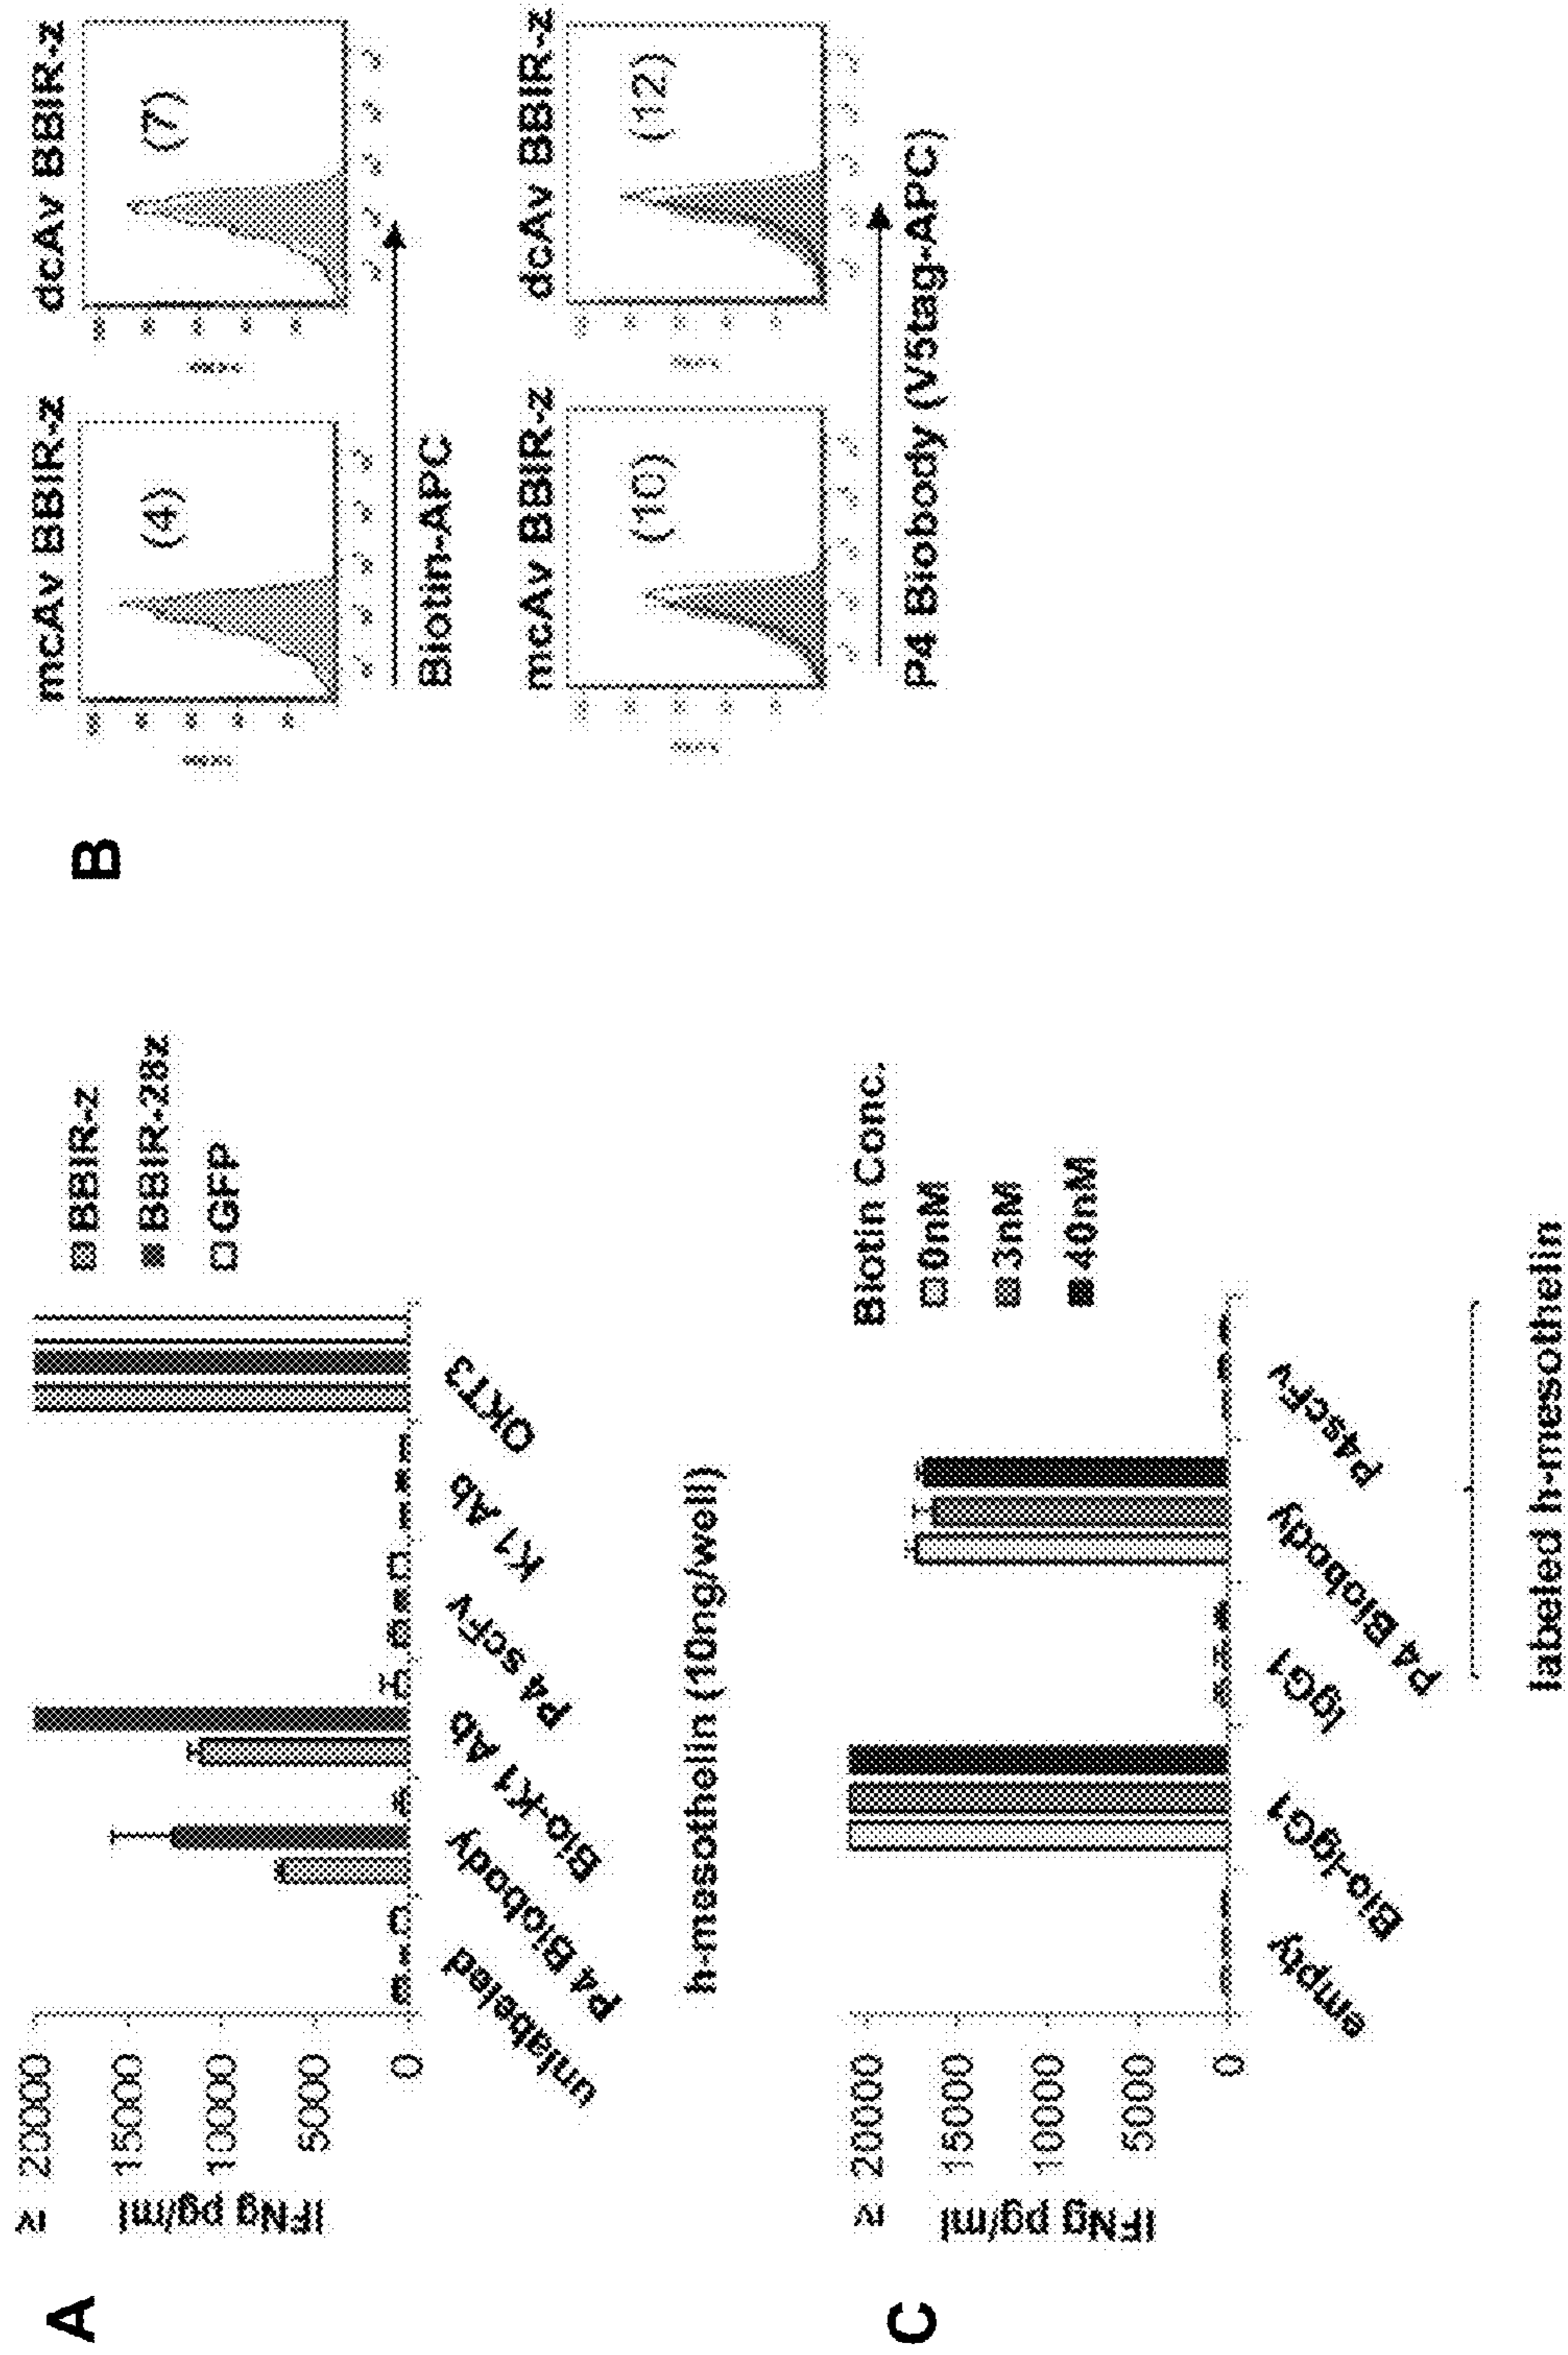 A
≥ 20000
15000
10000
5000
0
IFNg pg/ml
BBIR-z
BBIR-28z
GFP
unlabeled
P4 Biobody
Bio-K1 Ab
P4 scFv
K1 Ab
OKT3
h-mesothelin (10ng/well)
B
mcAv BBIR-z
dcAv BBIR-z
(4)
(7)
Biotin-APC
mcAv BBIR-z
dcAv BBIR-z
(10)
(12)
P4 Biobody (V5tag-APC)
C
≥ 20000
15000
10000
5000
0
IFNg pg/ml
Biotin Conc.
0nM
3nM
40nM
empty
Bio-IgG1
IgG1
P4 Biobody
P4scFv
labeled h-mesothelin